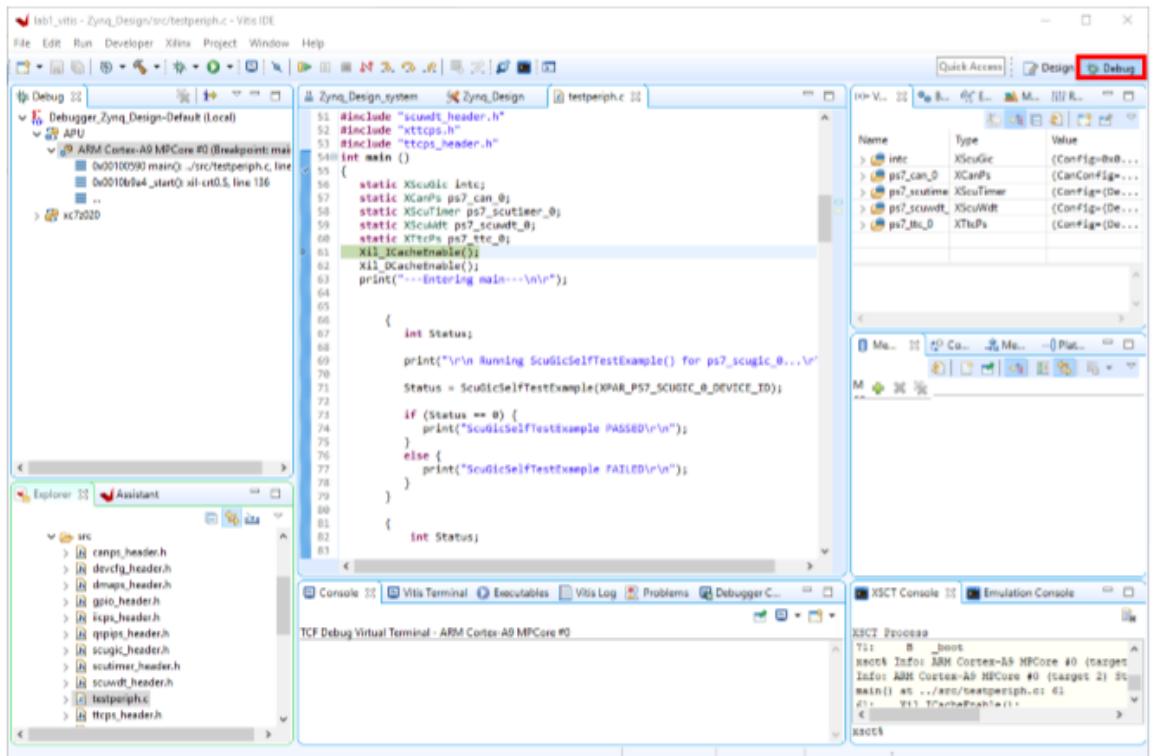 lab1_vitis - Zynq_Design/src/testperiph.c - Vitis IDE
File Edit Run Developer Xilinx Project Window Help
Quick Access Design Debug
Debug
Debugger_Zynq_Design-Default (Local)
APU
ARM Cortex-A9 MPCore #0 (Breakpoint: mai
0x00100590 main(): ../src/testperiph.c, line
0x0010b9a4 _start(): xil-crt0.S, line 136
..
xc7z020
Zynq_Design_system Zynq_Design testperiph.c
51 #include "scuwdt_header.h"
52 #include "xttcps.h"
53 #include "ttcps_header.h"
54 int main ()
55 {
56 static XScuGic intc;
57 static XCanPs ps7_can_0;
58 static XScuTimer ps7_scutimer_0;
59 static XScuWdt ps7_scuwdt_0;
60 static XTtcPs ps7_ttc_0;
61 Xil_ICacheEnable();
62 Xil_DCacheEnable();
63 print("---Entering main---\n\r");
64
65
66 {
67 int Status;
68
69 print("\r\n Running ScuGicSelfTestExample() for ps7_scugic_0...\r
70
71 Status = ScuGicSelfTestExample(XPAR_PS7_SCUGIC_0_DEVICE_ID);
72
73 if (Status == 0) {
74 print("ScuGicSelfTestExample PASSED\r\n");
75 }
76 else {
77 print("ScuGicSelfTestExample FAILED\r\n");
78 }
79 }
80
81 {
82 int Status;
83
V... B... E... M... R...
Name Type Value
intc XScuGic {Config=0x0...
ps7_can_0 XCanPs {CanConfig=...
ps7_scutime XScuTimer {Config={De...
ps7_scuwdt_ XScuWdt {Config={De...
ps7_ttc_0 XTtcPs {Config={De...
Me... Co... Me... Plat...
M
Explorer Assistant
src
canps_header.h
devcfg_header.h
dmaps_header.h
gpio_header.h
iicps_header.h
qspips_header.h
scugic_header.h
scutimer_header.h
scuwdt_header.h
testperiph.c
ttcps_header.h
Console Vitis Terminal Executables Vitis Log Problems Debugger C...
TCF Debug Virtual Terminal - ARM Cortex-A9 MPCore #0
XSCT Console Emulation Console
XSCT Process
71: B _boot
xsct% Info: ARM Cortex-A9 MPCore #0 (target
Info: ARM Cortex-A9 MPCore #0 (target 2) St
main() at ../src/testperiph.c: 61
61: Xil_ICacheEnable();
xsct%